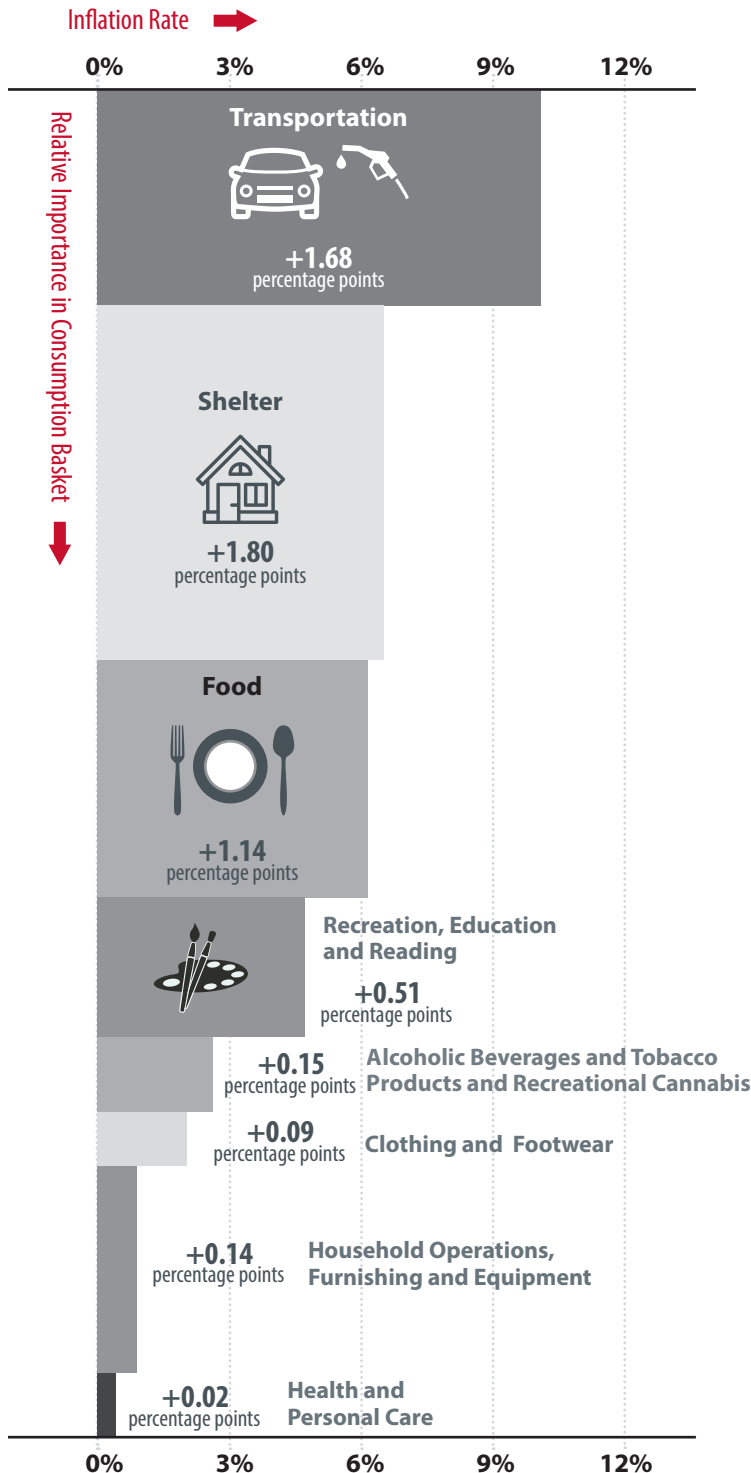 Inflation Rate
0% 3% 6% 9% 12%
Relative Importance in Consumption Basket
Transportation
+1.68
percentage points
Shelter
+1.80
percentage points
Food
+1.14
percentage points
Recreation, Education
and Reading
+0.51
percentage points
+0.15
percentage points
Alcoholic Beverages and Tobacco
Products and Recreational Cannabis
+0.09
percentage points
Clothing and Footwear
+0.14
percentage points
Household Operations,
Furnishing and Equipment
+0.02
percentage points
Health and
Personal Care
0% 3% 6% 9% 12%